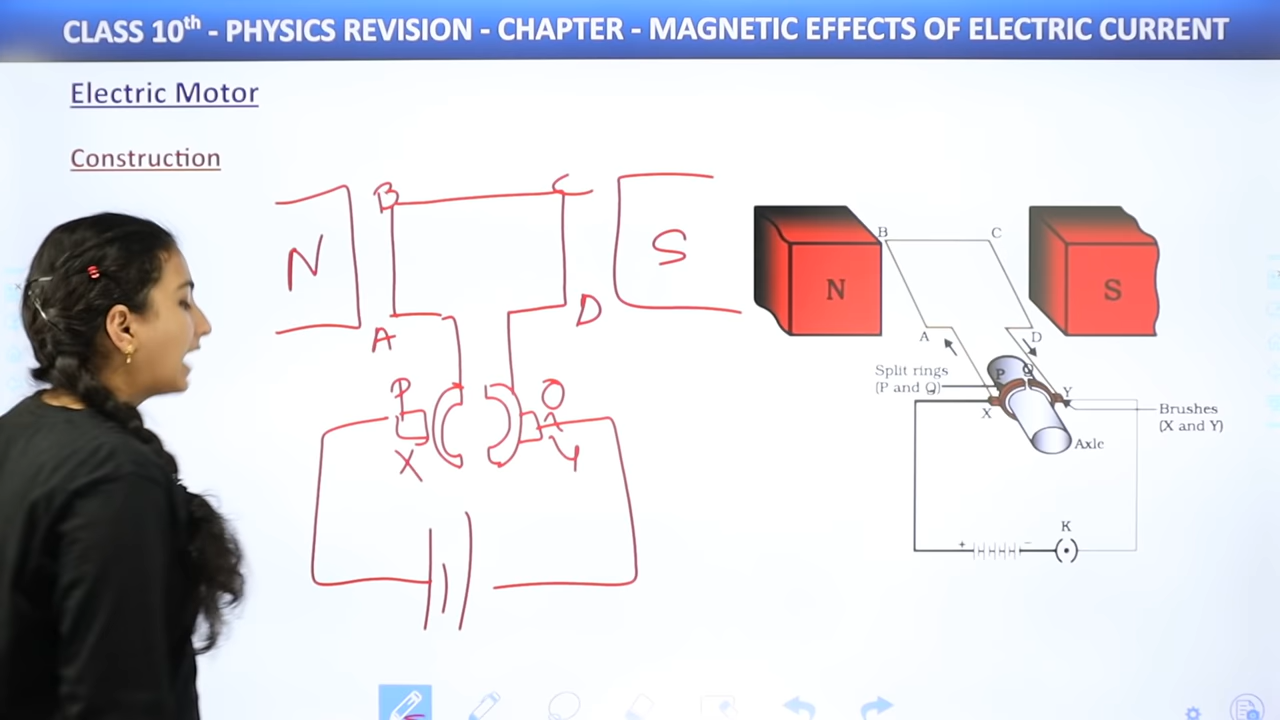 CLASS 10th - PHYSICS REVISION - CHAPTER - MAGNETIC EFFECTS OF ELECTRIC CURRENT
Electric Motor
Construction
B
C
N
S
A
D
P
Q
X
Y
B
C
N
S
A
D
Split rings
(P and Q)
P
Q
X
Y
Brushes
(X and Y)
Axle
K
+
−